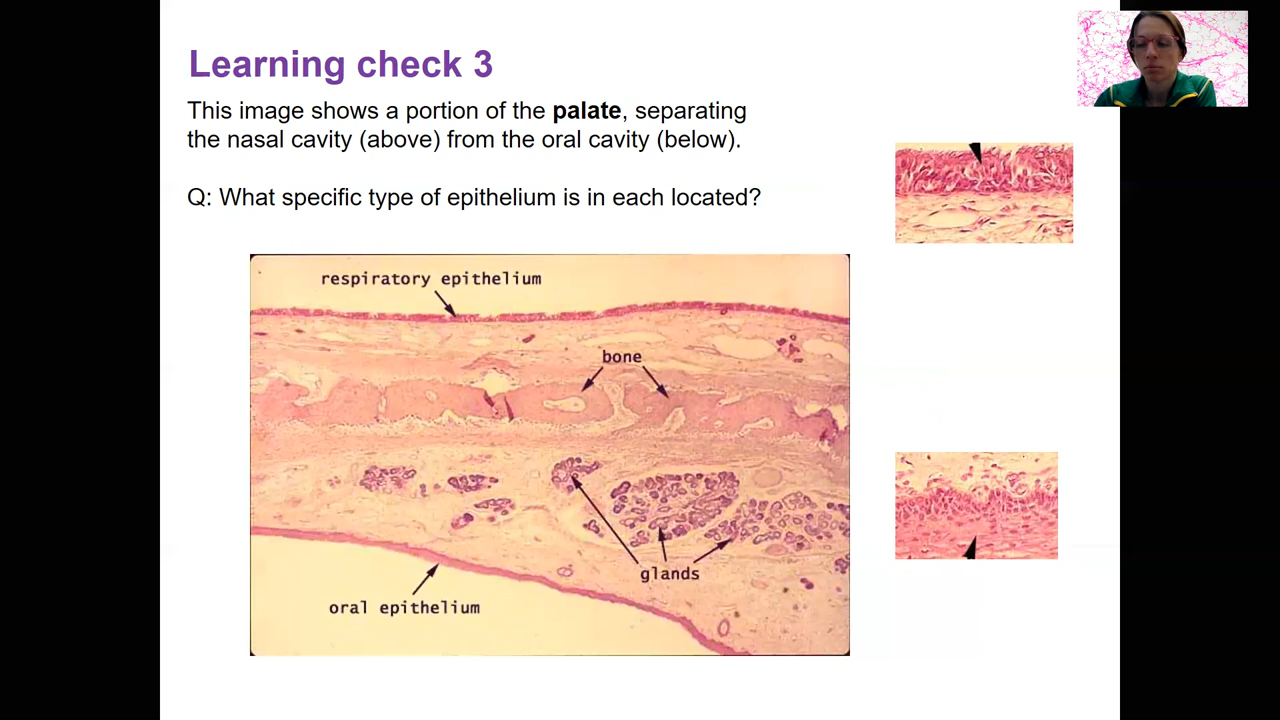 Learning check 3
This image shows a portion of the palate, separating
the nasal cavity (above) from the oral cavity (below).
Q: What specific type of epithelium is in each located?
respiratory epithelium
bone
glands
oral epithelium